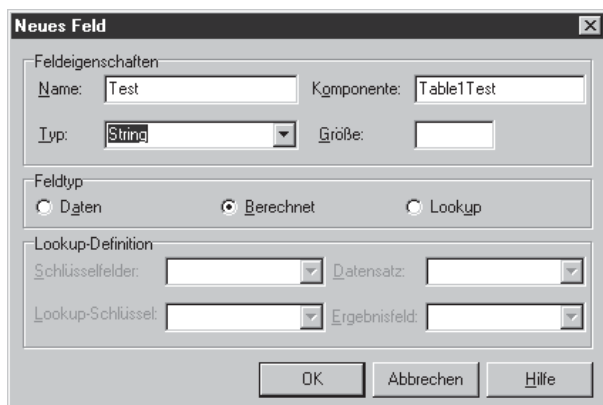 Neues Feld
Feldeigenschaften
Name: Test Komponente: Table1Test
Typ: String Größe:
Feldtyp
Daten Berechnet Lookup
Lookup-Definition
Schlüsselfelder: Datensatz:
Lookup-Schlüssel: Ergebnisfeld:
OK Abbrechen Hilfe